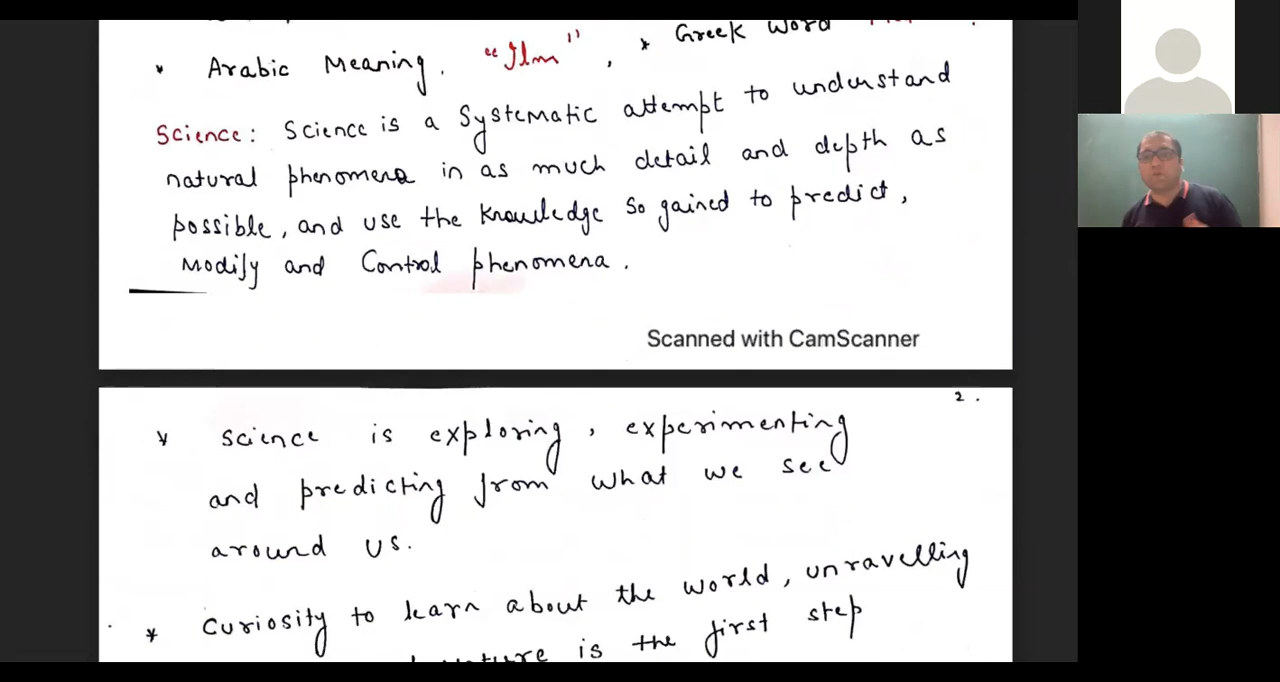 * Arabic Meaning. "Ilm", * Greek Word
Science: Science is a Systematic attempt to understand
natural phenomena in as much detail and depth as
possible, and use the knowledge so gained to predict,
Modify and Control phenomena.
Scanned with CamScanner
2.
* Science is exploring, experimenting
and predicting from what we see
around us.
* Curiosity to learn about the world, unravelling
is the first step